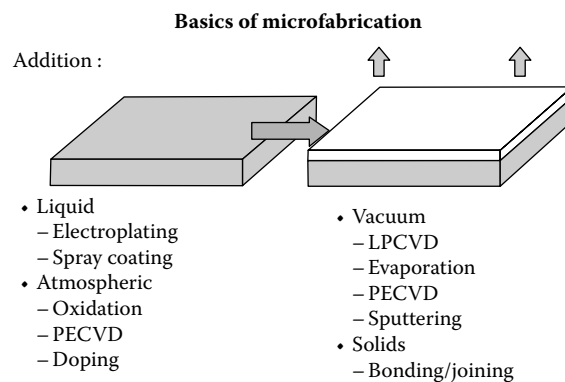 Basics of microfabrication
Addition :
• Liquid
– Electroplating
– Spray coating
• Atmospheric
– Oxidation
– PECVD
– Doping
• Vacuum
– LPCVD
– Evaporation
– PECVD
– Sputtering
• Solids
– Bonding/joining